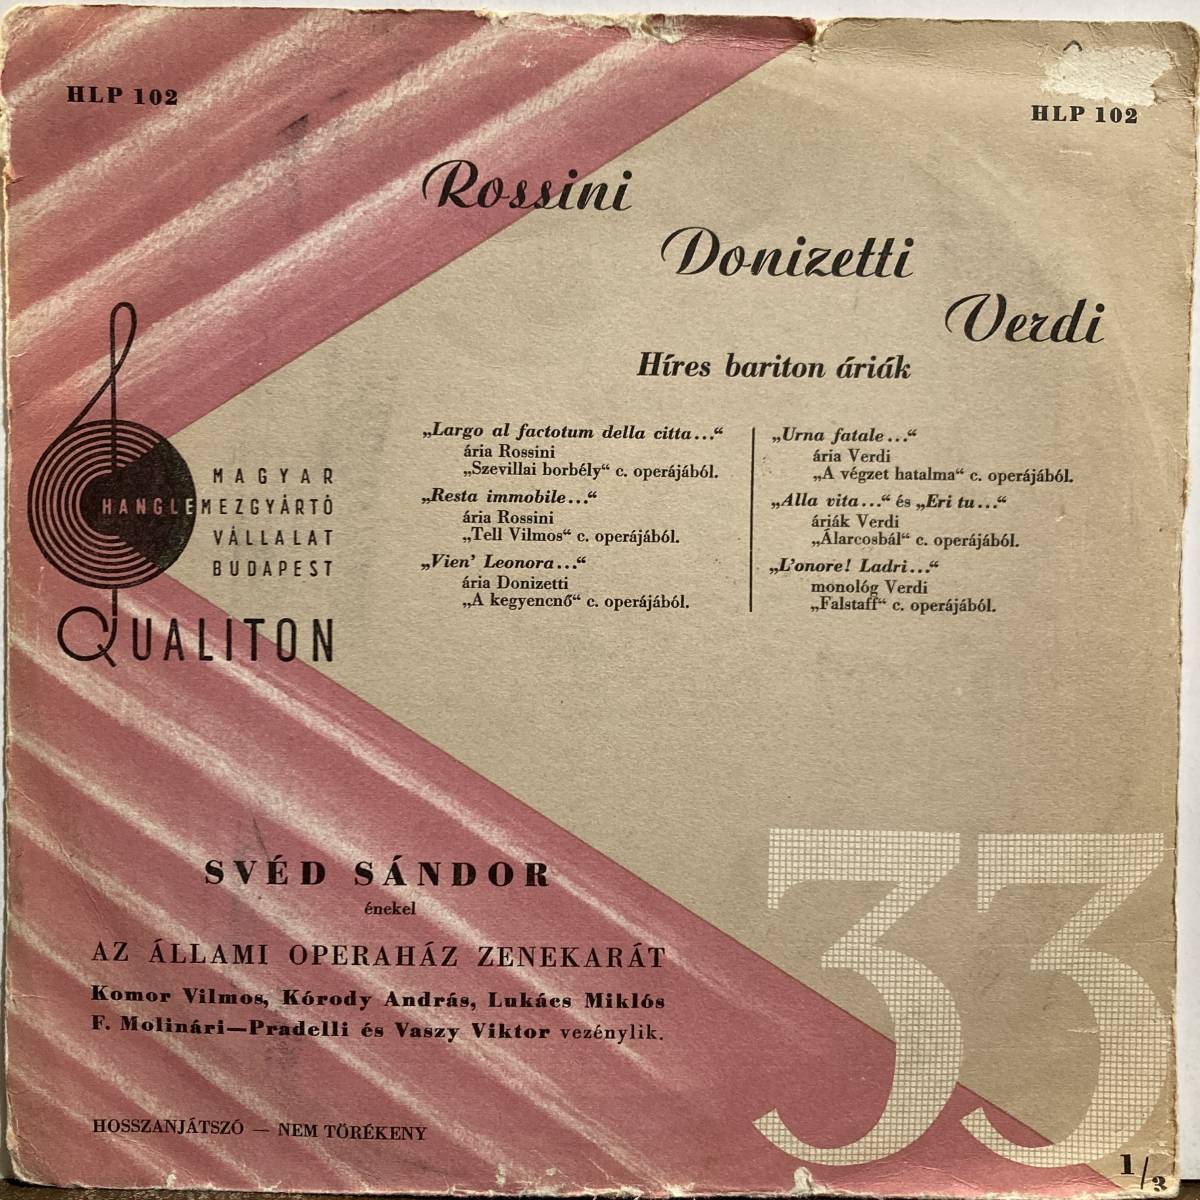 HLP 102
HLP 102
Rossini
Donizetti
Verdi
Híres bariton áriák
„Largo al factotum della citta...“
ária Rossini
„Szevillai borbély“ c. operájából.
„Resta immobile...“
ária Rossini
„Tell Vilmos“ c. operájából.
„Vien’ Leonora...“
ária Donizetti
„A kegyencnő“ c. operájából.
„Urna fatale...“
ária Verdi
„A végzet hatalma“ c. operájából.
„Alla vita...“ és „Eri tu...“
áriák Verdi
„Álarcosbál“ c. operájából.
„L’onore! Ladri...“
monológ Verdi
„Falstaff“ c. operájából.
MAGYAR
HANGLEMEZGYÁRTÓ
VÁLLALAT
BUDAPEST
QUALITON
SVÉD SÁNDOR
énekel
AZ ÁLLAMI OPERAHÁZ ZENEKARÁT
Komor Vilmos, Kórody András, Lukács Miklós
F. Molinári—Pradelli és Vaszy Viktor vezénylik.
HOSSZANJÁTSZÓ — NEM TÖRÉKENY
33
1/3